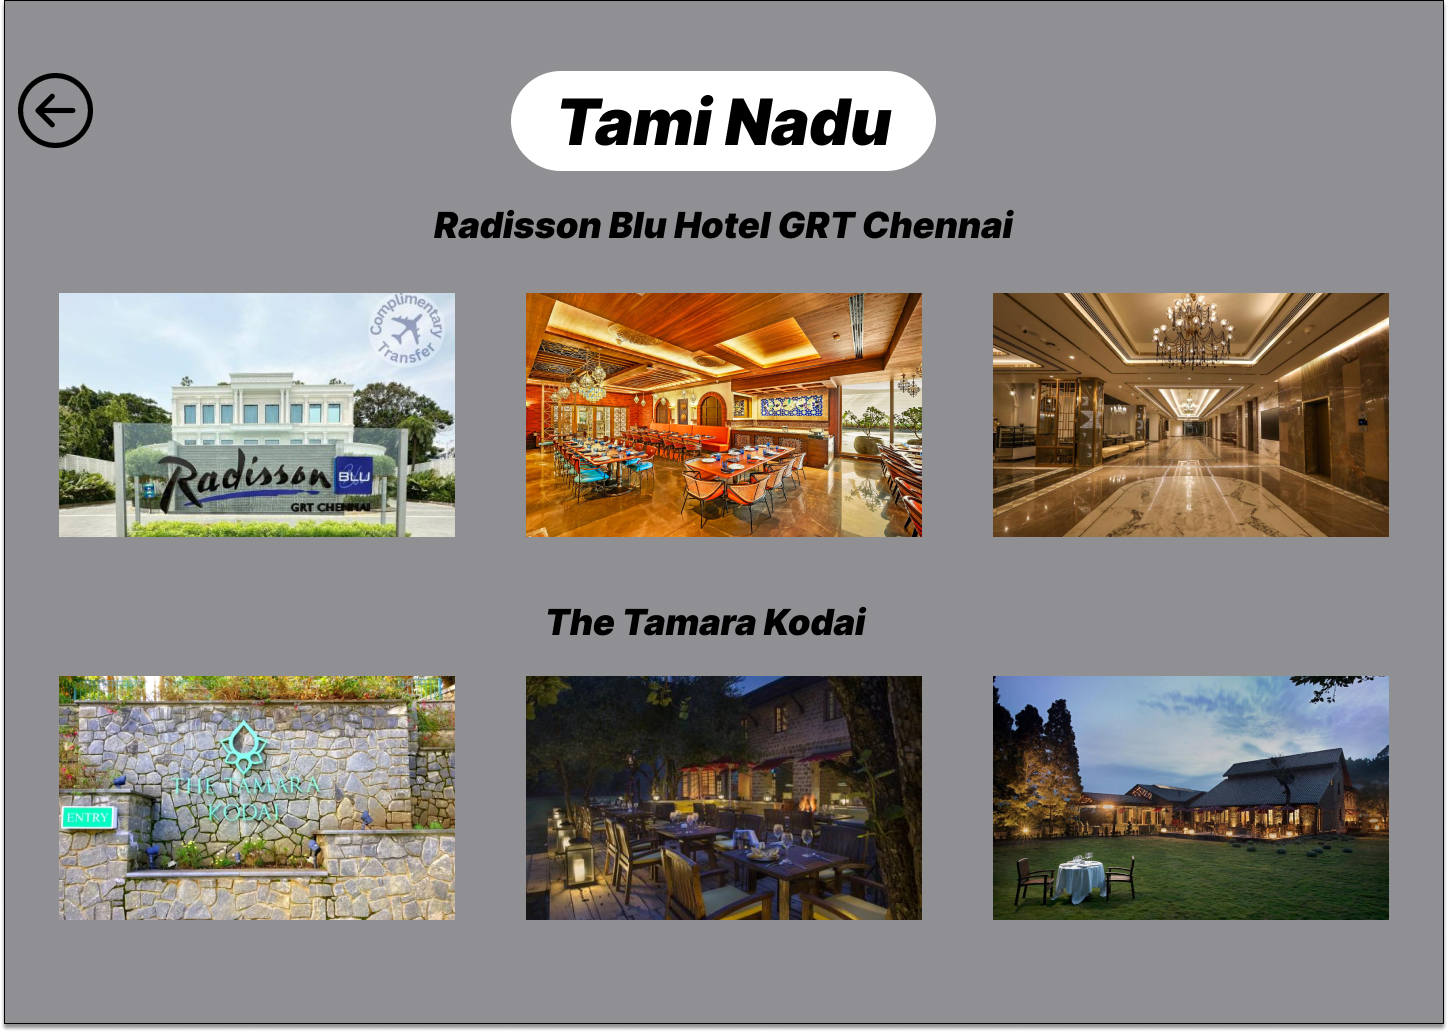 Tami Nadu
Radisson Blu Hotel GRT Chennai
Complimentary
Transfer
Radisson BLU
GRT CHENNAI
The Tamara Kodai
THE TAMARA
KODAI
ENTRY